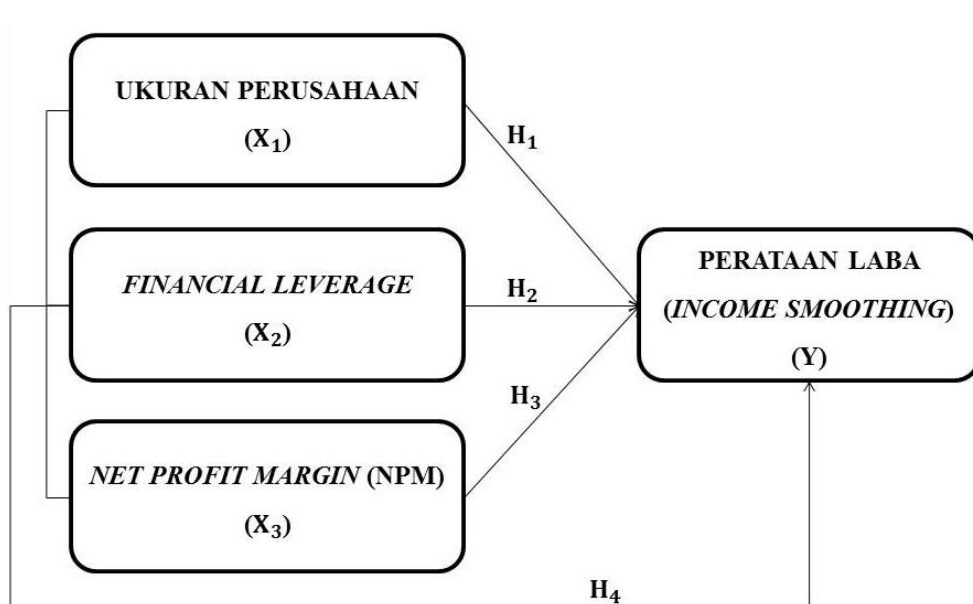 UKURAN PERUSAHAAN
(X₁)
H₁
FINANCIAL LEVERAGE
(X₂)
H₂
PERATAAN LABA
(INCOME SMOOTHING)
(Y)
H₃
NET PROFIT MARGIN (NPM)
(X₃)
H₄